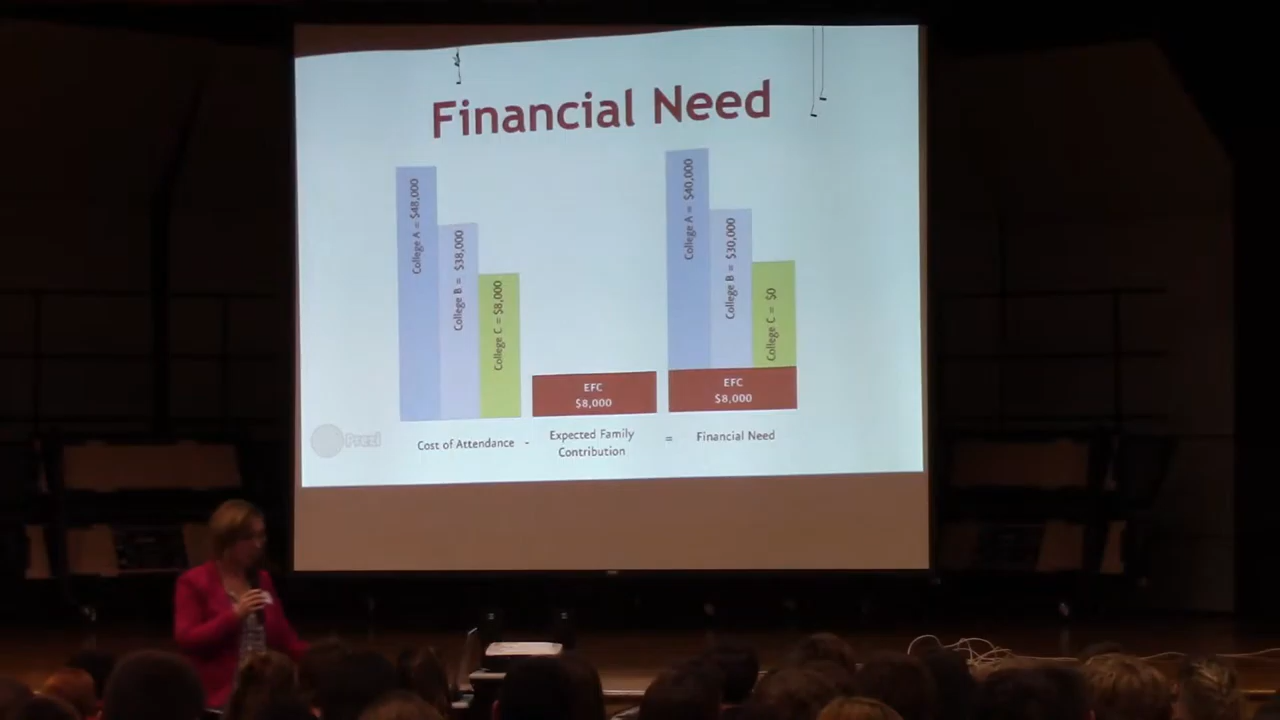 Financial Need
College A = $48,000
College B = $38,000
College C = $8,000
EFC
$8,000
College A = $40,000
College B = $30,000
College C = $0
EFC
$8,000
Cost of Attendance - Expected Family Contribution = Financial Need
Prezi